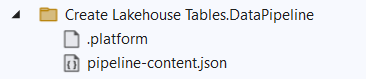 Create Lakehouse Tables.DataPipeline
.platform
pipeline-content.json